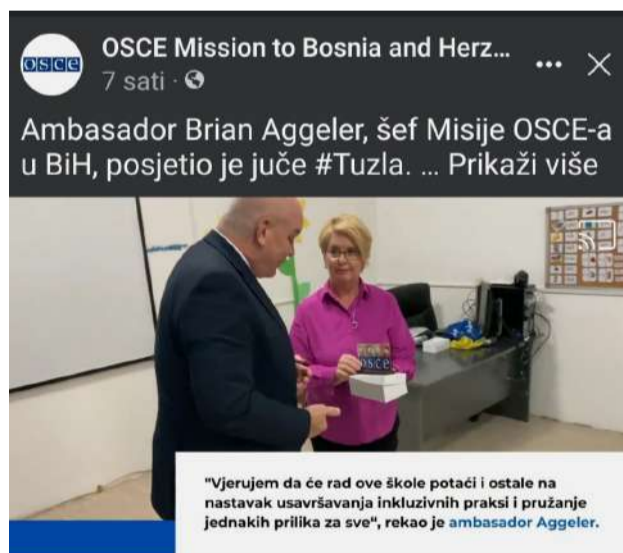 OSCE
OSCE Mission to Bosnia and Herz...
7 sati ·
Ambasador Brian Aggeler, šef Misije OSCE-a
u BiH, posjetio je juče #Tuzla. ... Prikaži više
osce
"Vjerujem da će rad ove škole potaći i ostale na
nastavak usavršavanja inkluzivnih praksi i pružanje
jednakih prilika za sve“, rekao je ambasador Aggeler.